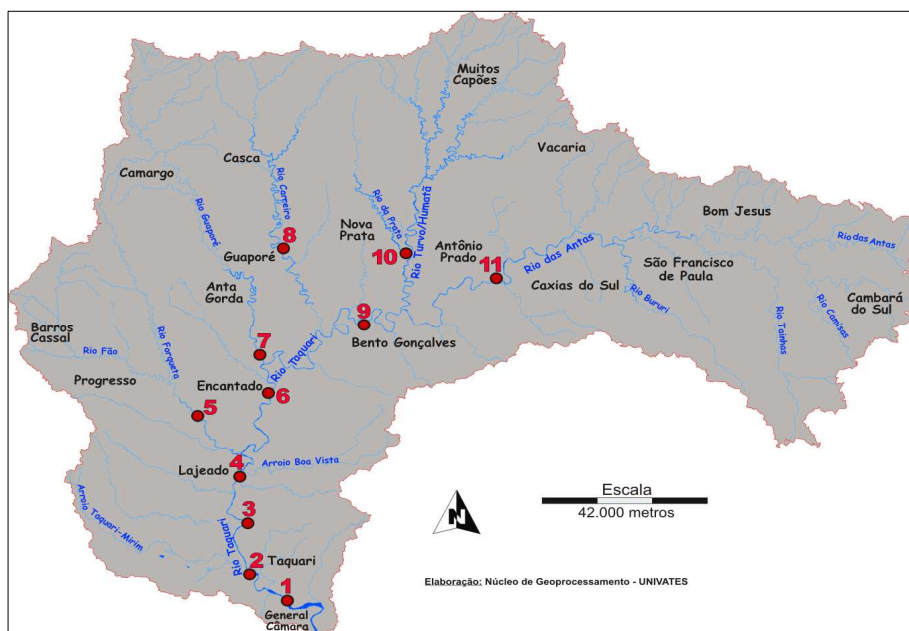 Muitos
Capões
Casca
Vacaria
Camargo
Rio Carreiro
Rio da Prata
Rio Turvo/Humatã
Rio Guaporé
Bom Jesus
Nova
Prata
8
Guaporé
10
Antônio
Prado
11
Rio das Antas
Rio das Antas
São Francisco
de Paula
Anta
Gorda
Caxias do Sul
Rio Bururi
Rio Tainhas
Rio Camisas
Cambará
do Sul
9
Bento Gonçalves
Barros
Cassal
Rio Fão
Rio Forqueta
7
Rio Taquari
Progresso
Encantado
6
5
4
Lajeado
Arroio Boa Vista
Arroio Taquari-Mirim
3
Rio Taquari
N
Escala
42.000 metros
2
Taquari
1
General
Câmara
Elaboração: Núcleo de Geoprocessamento - UNIVATES